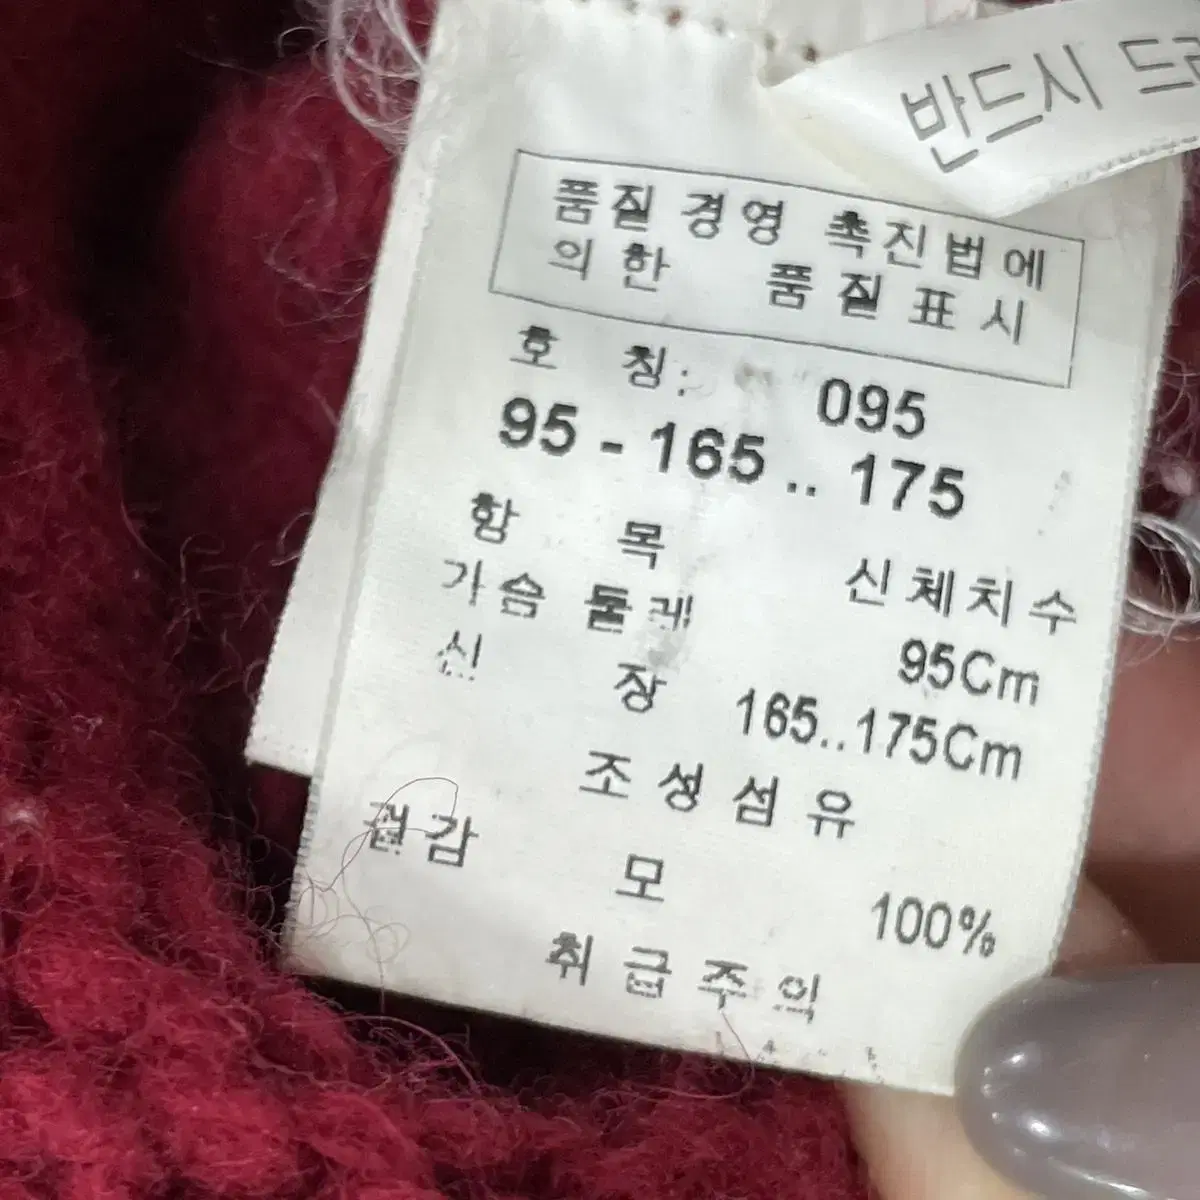 반드시 드
품질 경영 촉진법에
의한 품질표시
호 칭: 095
95 - 165 .. 175
항 목 신체치수
가슴둘레 95Cm
신 장 165..175Cm
조성섬유
겉감 모 100%
취급주의